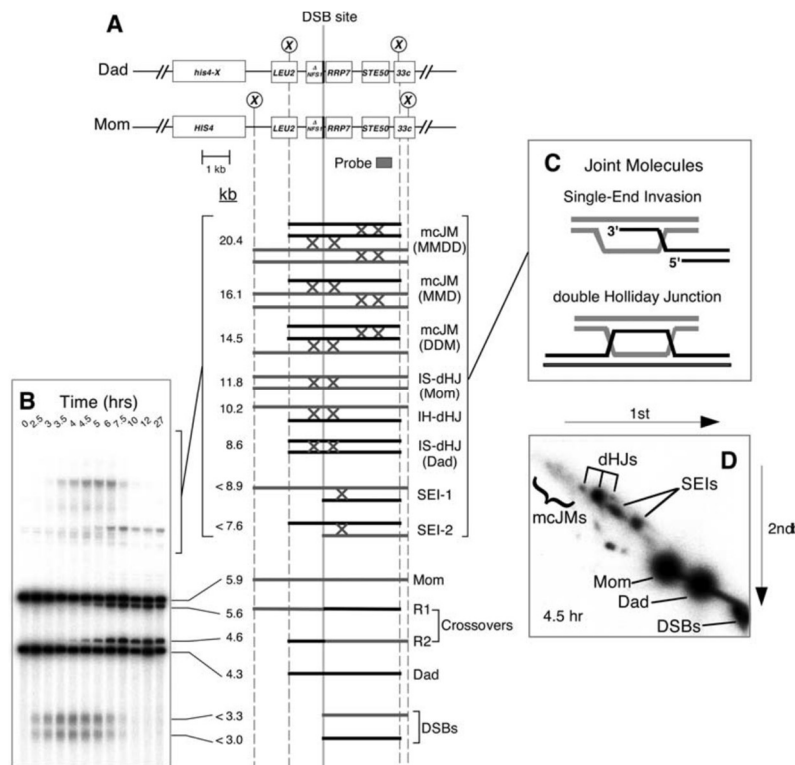 A
DSB site
X
X
Dad
his4-X
LEU2
Δ NFS1
RRP7
STE50
33c
X
X
Mom
HIS4
LEU2
Δ NFS1
RRP7
STE50
33c
1 kb
Probe
kb
20.4
mcJM
(MMDD)
16.1
mcJM
(MMD)
14.5
mcJM
(DDM)
11.8
IS-dHJ
(Mom)
10.2
IH-dHJ
8.6
IS-dHJ
(Dad)
< 8.9
SEI-1
<7.6
SEI-2
5.9
Mom
5.6
R1
Crossovers
4.6
R2
4.3
Dad
< 3.3
DSBs
< 3.0
B
Time (hrs)
0 2.5 3 3.5 4 4.5 5 6 7.5 10 12 27
C
Joint Molecules
Single-End Invasion
3'
5'
double Holliday Junction
1st
D
dHJs
SEIs
mcJMs
2nd
Mom
Dad
4.5 hr
DSBs